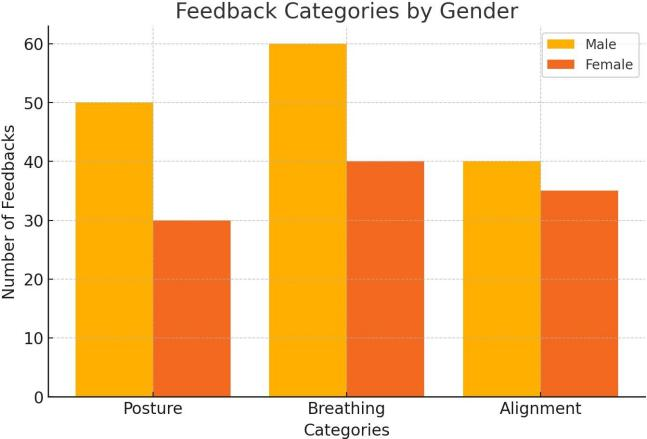 Feedback Categories by Gender
Male
Female
Number of Feedbacks
60
50
40
30
20
10
0
Posture
Breathing
Alignment
Categories